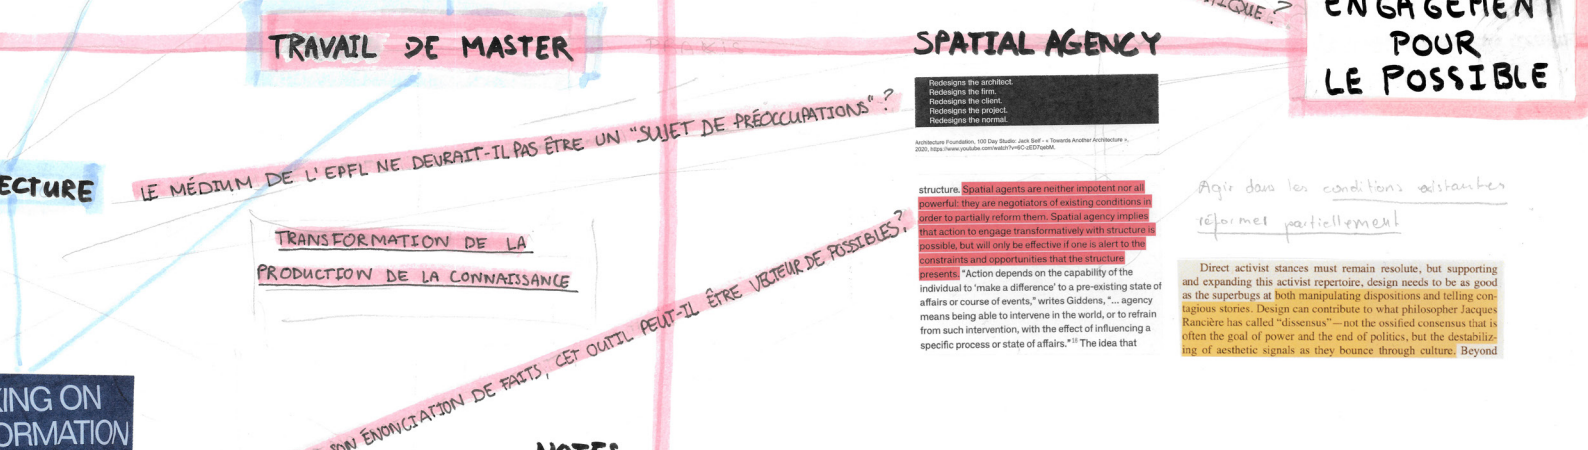 TRAVAIL DE MASTER
SPATIAL AGENCY
ENGAGEMENT
POUR
LE POSSIBLE
Redesigns the architect.
Redesigns the firm.
Redesigns the client.
Redesigns the project.
Redesigns the normal.
Architecture Foundation, 100 Day Studio: Jack Self - « Towards Another Architecture »,
LE MÉDIUM DE L'EPFL NE DEVRAIT-IL PAS ÊTRE UN "SUJET DE PRÉOCCUPATIONS"?
ECTURE
TRANSFORMATION DE LA
PRODUCTION DE LA CONNAISSANCE
SON ÉNONCIATION DE FAITS, CET OUTIL PEUT-IL ÊTRE VECTEUR DE POSSIBLES?
structure. Spatial agents are neither impotent nor all
powerful: they are negotiators of existing conditions in
order to partially reform them. Spatial agency implies
that action to engage transformatively with structure is
possible, but will only be effective if one is alert to the
constraints and opportunities that the structure
presents. "Action depends on the capability of the
individual to 'make a difference' to a pre-existing state of
affairs or course of events," writes Giddens, "... agency
means being able to intervene in the world, or to refrain
from such intervention, with the effect of influencing a
specific process or state of affairs."¹⁸ The idea that
Agir dans les conditions existantes
réformer partiellement
Direct activist stances must remain resolute, but supporting
and expanding this activist repertoire, design needs to be as good
as the superbugs at both manipulating dispositions and telling con-
tagious stories. Design can contribute to what philosopher Jacques
Rancière has called "dissensus"—not the ossified consensus that is
often the goal of power and the end of politics, but the destabiliz-
ing of aesthetic signals as they bounce through culture. Beyond
KING ON
ORMATION